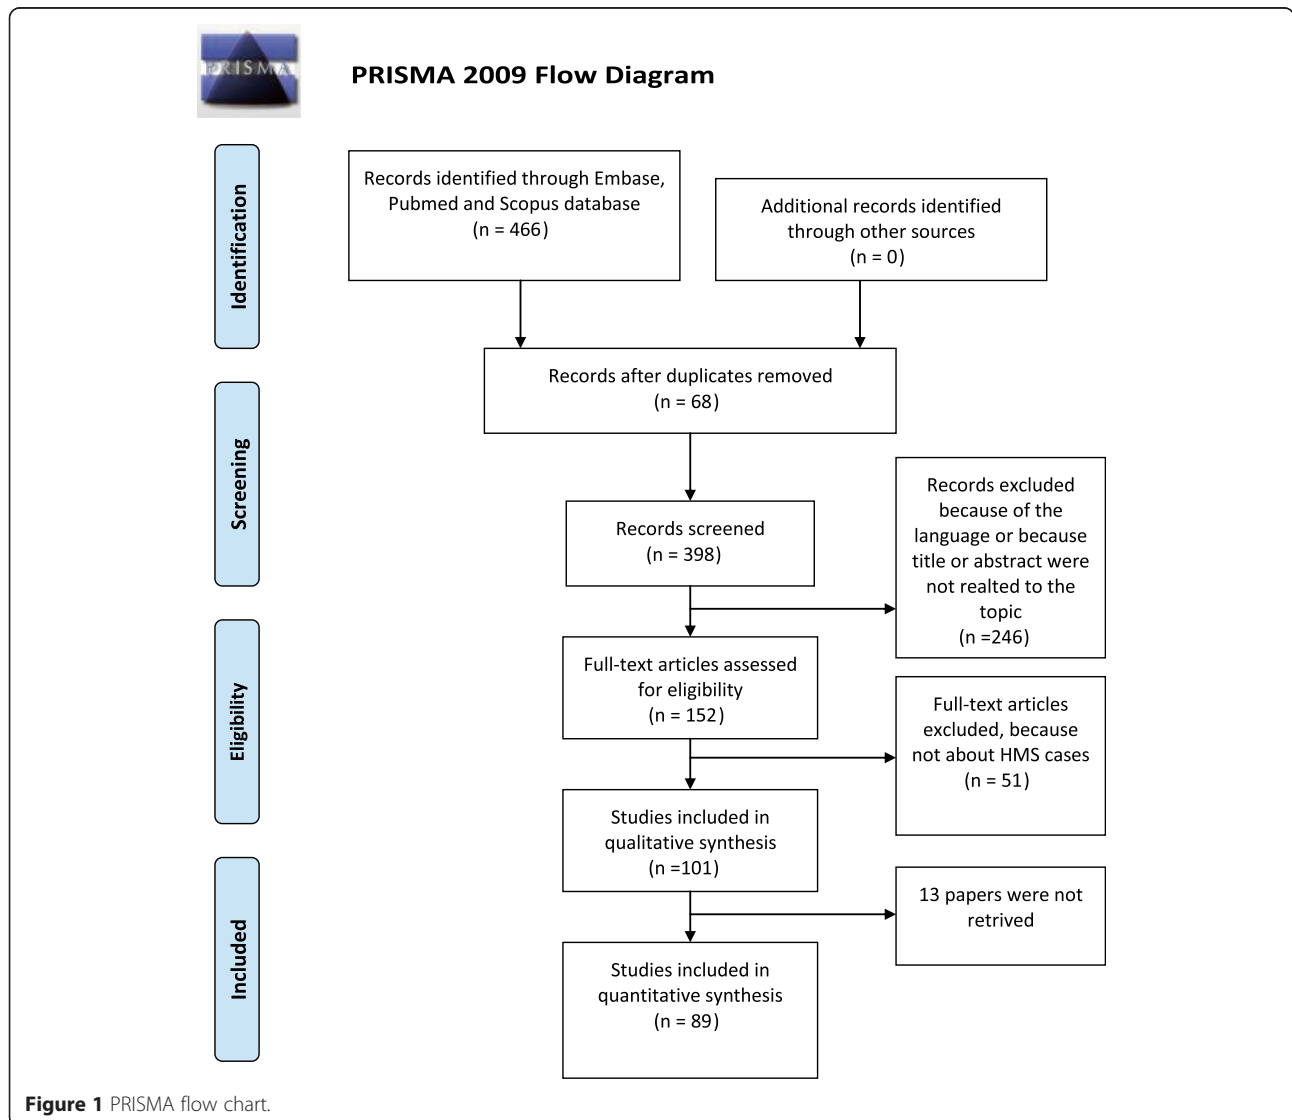 PRISMA
PRISMA 2009 Flow Diagram
Identification
Records identified through Embase,
Pubmed and Scopus database
(n = 466)
Additional records identified
through other sources
(n = 0)
Records after duplicates removed
(n = 68)
Screening
Records screened
(n = 398)
Records excluded
because of the
language or because
title or abstract were
not realted to the
topic
(n =246)
Eligibility
Full-text articles assessed
for eligibility
(n = 152)
Full-text articles
excluded, because
not about HMS cases
(n = 51)
Studies included in
qualitative synthesis
(n =101)
Included
13 papers were not
retrived
Studies included in
quantitative synthesis
(n = 89)
Figure 1 PRISMA flow chart.